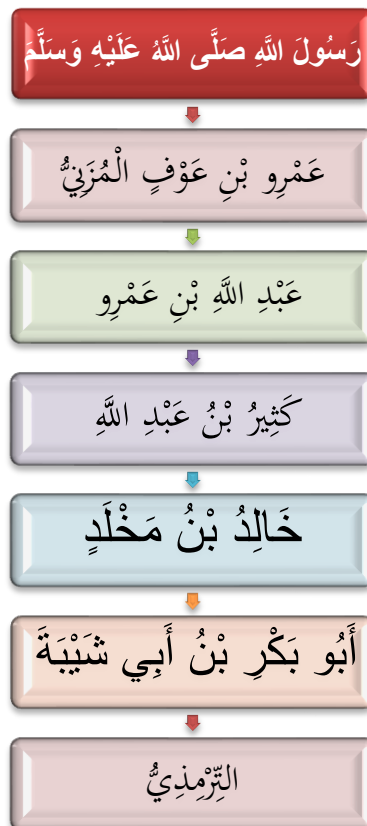 رَسُولَ اللَّهِ صَلَّى اللَّهُ عَلَيْهِ وَسَلَّمَ
عَمْرِو بْنِ عَوْفٍ الْمُزَنِيُّ
عَبْدِ اللَّهِ بْنِ عَمْرِو
كَثِيرُ بْنُ عَبْدِ اللَّهِ
خَالِدُ بْنُ مَخْلَدٍ
أَبُو بَكْرِ بْنُ أَبِي شَيْبَةَ
التِّرْمِذِيُّ